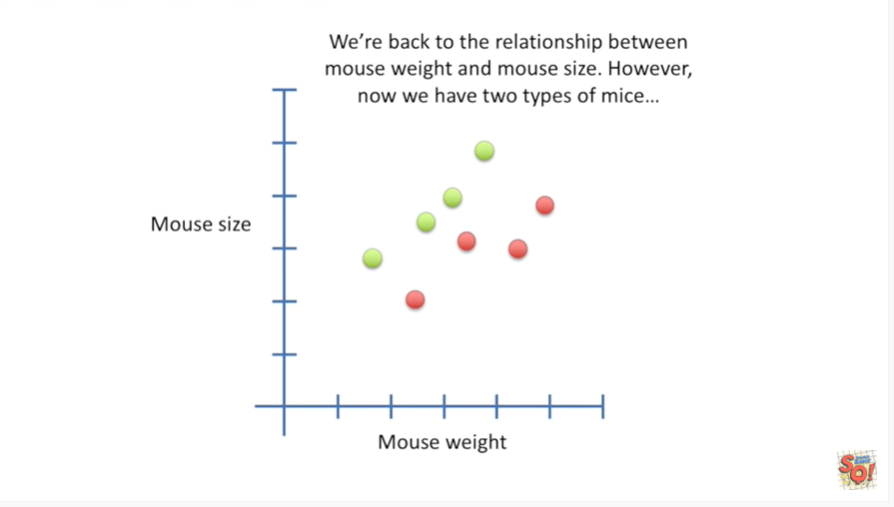 We're back to the relationship between
mouse weight and mouse size. However,
now we have two types of mice...
Mouse size
Mouse weight
SQ!